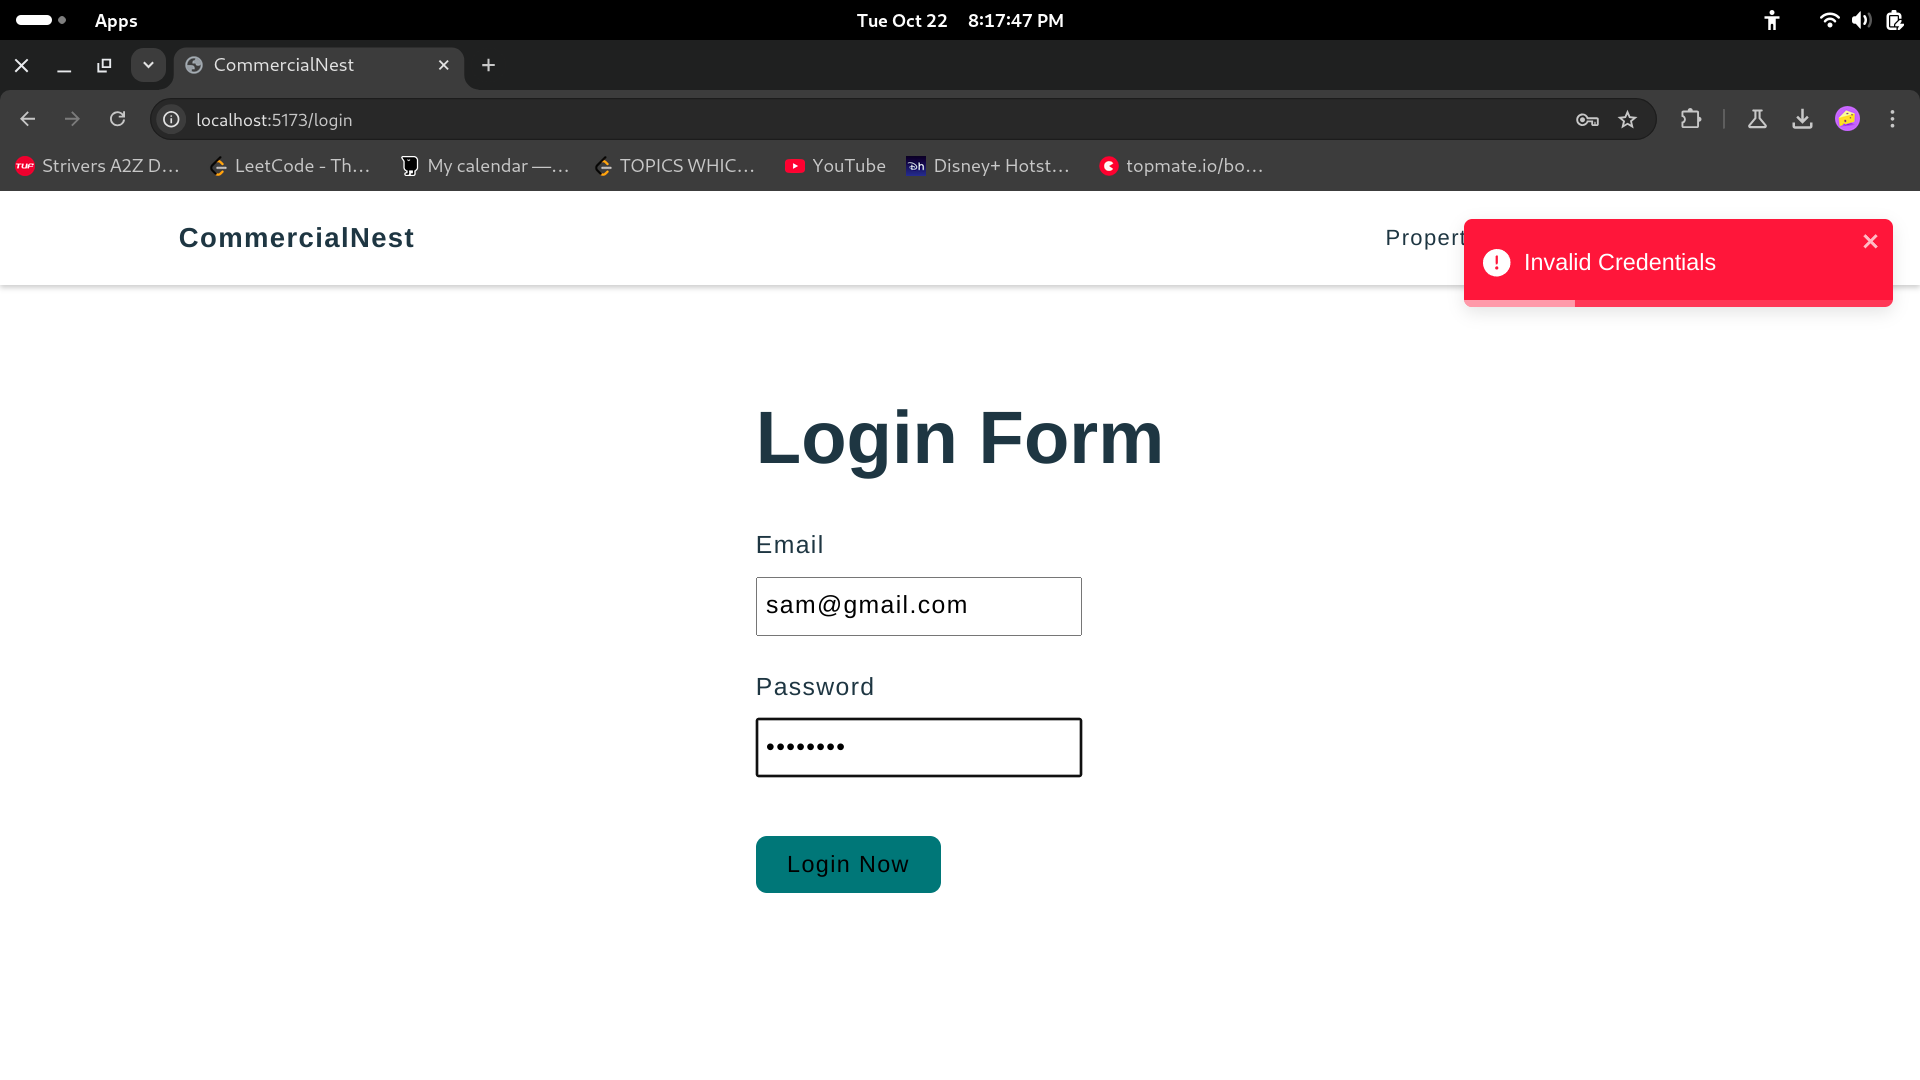 Apps
Tue Oct 22 8:17:47 PM
CommercialNest
localhost:5173/login
Strivers A2Z D...
LeetCode - Th...
My calendar —...
TOPICS WHIC...
YouTube
Disney+ Hotst...
topmate.io/bo...
CommercialNest
Propert
Invalid Credentials
Login Form
Email
sam@gmail.com
Password
••••••••
Login Now